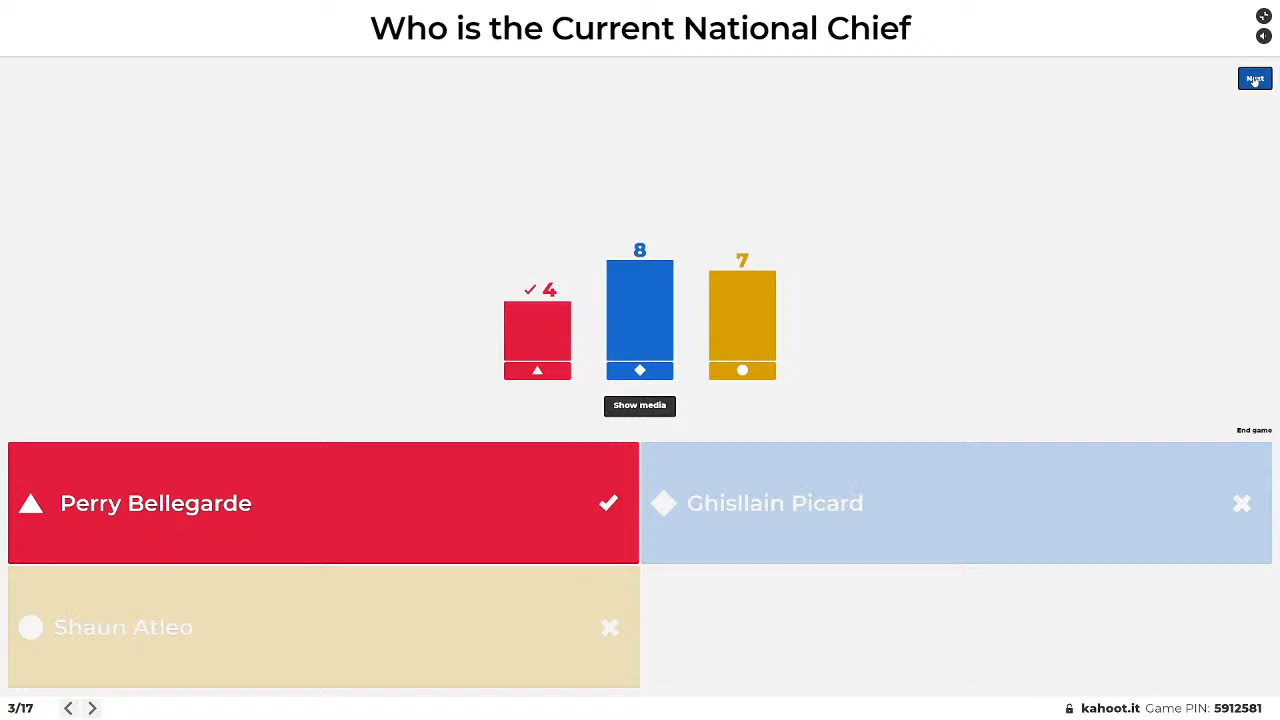 Who is the Current National Chief
Next
4
8
7
Show media
End game
Perry Bellegarde
Ghisllain Picard
Shaun Atleo
3/17
kahoot.it Game PIN: 5912581